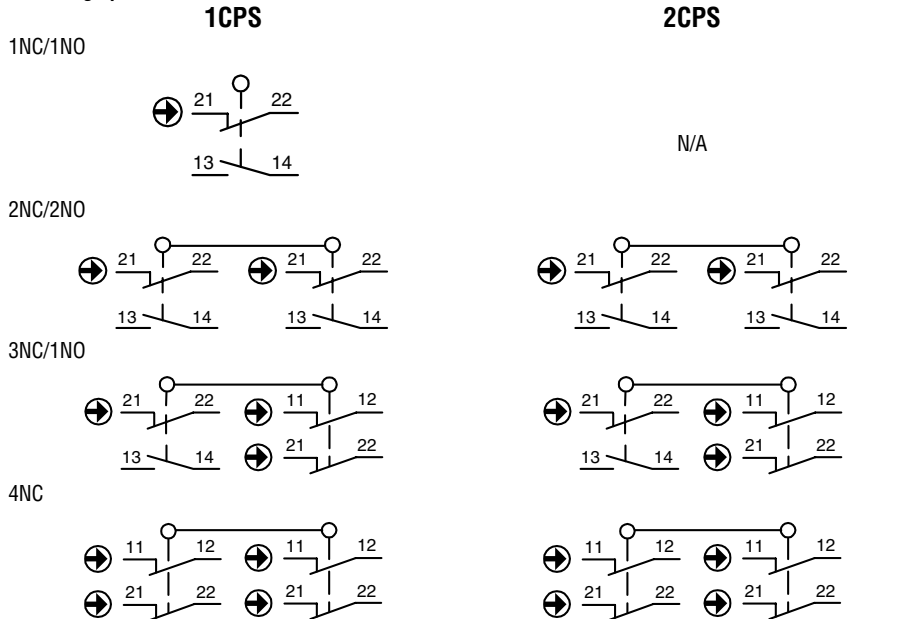 1CPS 2CPS
1NC/1NO
21 22
13 14
N/A
2NC/2NO
21 22 21 22 21 22 21 22
13 14 13 14 13 14 13 14
3NC/1NO
21 22 11 12 21 22 11 12
13 14 21 22 13 14 21 22
4NC
11 12 11 12 11 12 11 12
21 22 21 22 21 22 21 22